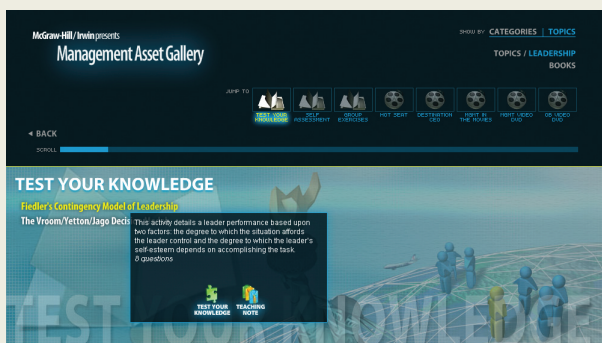 McGraw-Hill / Irwin presents
Management Asset Gallery
SHOW BY CATEGORIES | TOPICS
TOPICS / LEADERSHIP
BOOKS
JUMP TO
TEST YOUR KNOWLEDGE
SELF ASSESSMENT
GROUP EXERCISES
HOT SEAT
DESTINATION CEO
MGMT IN THE MOVIES
MGMT VIDEO DVD
OB VIDEO DVD
BACK
SCROLL
TEST YOUR KNOWLEDGE
Fiedler's Contingency Model of Leadership
The Vroom/Yetton/Jago Decis
This activity details a leader performance based upon
two factors: the degree to which the situation affords
the leader control and the degree to which the leader's
self-esteem depends on accomplishing the task.
8 questions
TEST YOUR KNOWLEDGE
TEACHING NOTE
TEST YOUR KNOWLEDGE